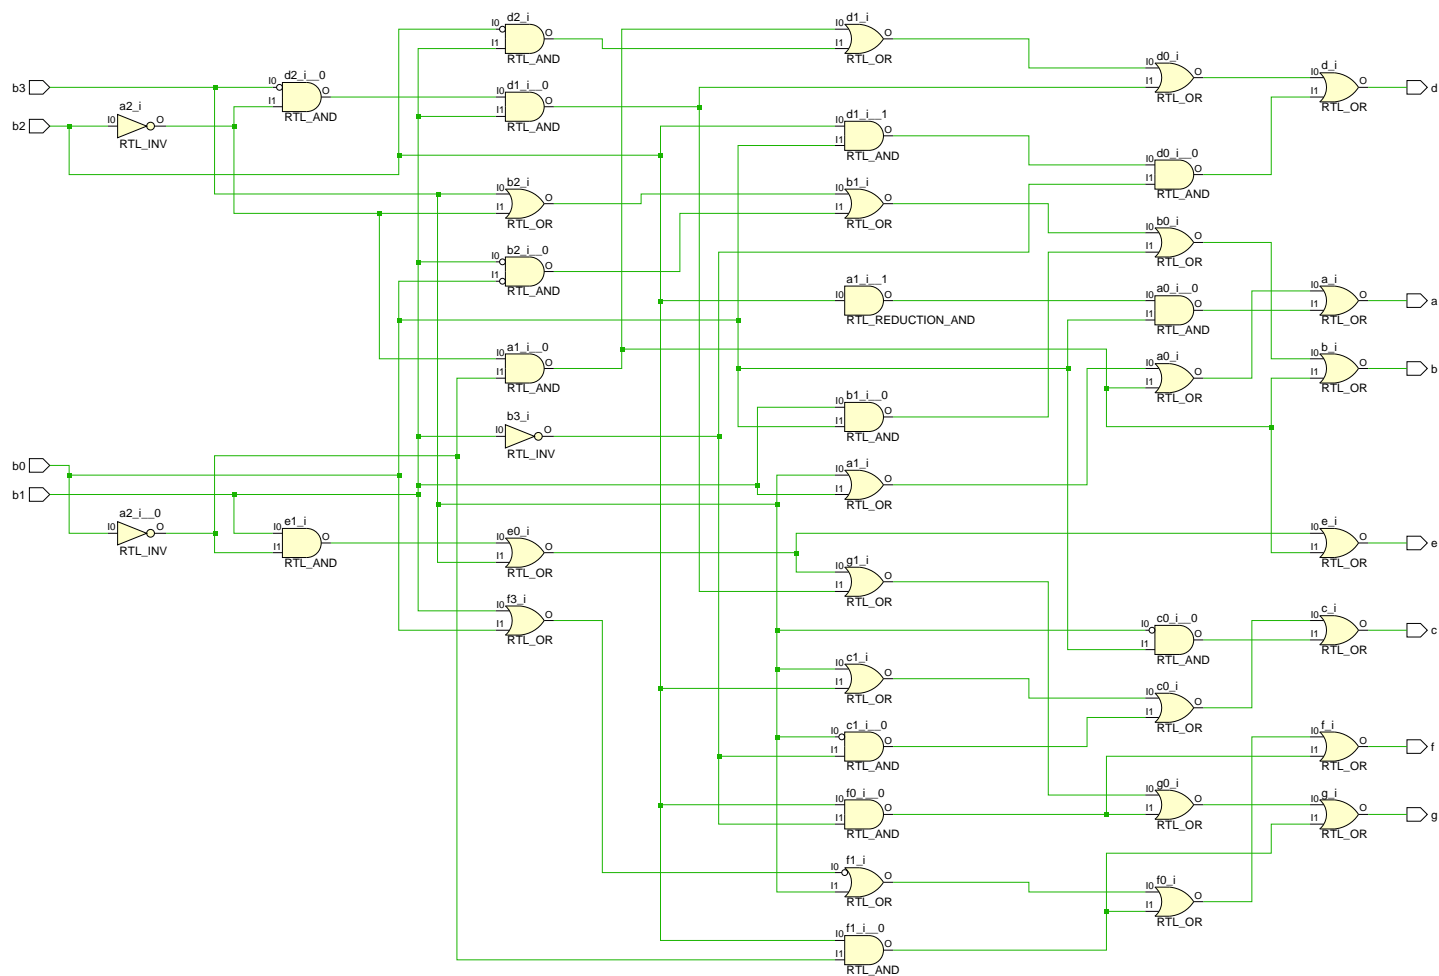 b3
b2
b0
b1
a2_i
I0
O
RTL_INV
a2_i__0
I0
O
RTL_INV
d2_i__0
I0
I1
O
RTL_AND
e1_i
I0
I1
O
RTL_AND
d2_i
I0
I1
O
RTL_AND
d1_i__0
I0
I1
O
RTL_AND
b2_i
I0
I1
O
RTL_OR
b2_i__0
I0
I1
O
RTL_AND
a1_i__0
I0
I1
O
RTL_AND
b3_i
I0
O
RTL_INV
e0_i
I0
I1
O
RTL_OR
f3_i
I0
I1
O
RTL_OR
d1_i
I0
I1
O
RTL_OR
d1_i__1
I0
I1
O
RTL_AND
b1_i
I0
I1
O
RTL_OR
a1_i__1
I0
O
RTL_REDUCTION_AND
b1_i__0
I0
I1
O
RTL_AND
a1_i
I0
I1
O
RTL_OR
g1_i
I0
I1
O
RTL_OR
c1_i
I0
I1
O
RTL_OR
c1_i__0
I0
I1
O
RTL_AND
f0_i__0
I0
I1
O
RTL_AND
f1_i
I0
I1
O
RTL_OR
f1_i__0
I0
I1
O
RTL_AND
d0_i
I0
I1
O
RTL_OR
d0_i__0
I0
I1
O
RTL_AND
b0_i
I0
I1
O
RTL_OR
a0_i__0
I0
I1
O
RTL_AND
a0_i
I0
I1
O
RTL_OR
c0_i__0
I0
I1
O
RTL_AND
c0_i
I0
I1
O
RTL_OR
g0_i
I0
I1
O
RTL_OR
f0_i
I0
I1
O
RTL_OR
d_i
I0
I1
O
RTL_OR
a_i
I0
I1
O
RTL_OR
b_i
I0
I1
O
RTL_OR
e_i
I0
I1
O
RTL_OR
c_i
I0
I1
O
RTL_OR
f_i
I0
I1
O
RTL_OR
g_i
I0
I1
O
RTL_OR
d
a
b
e
c
f
g